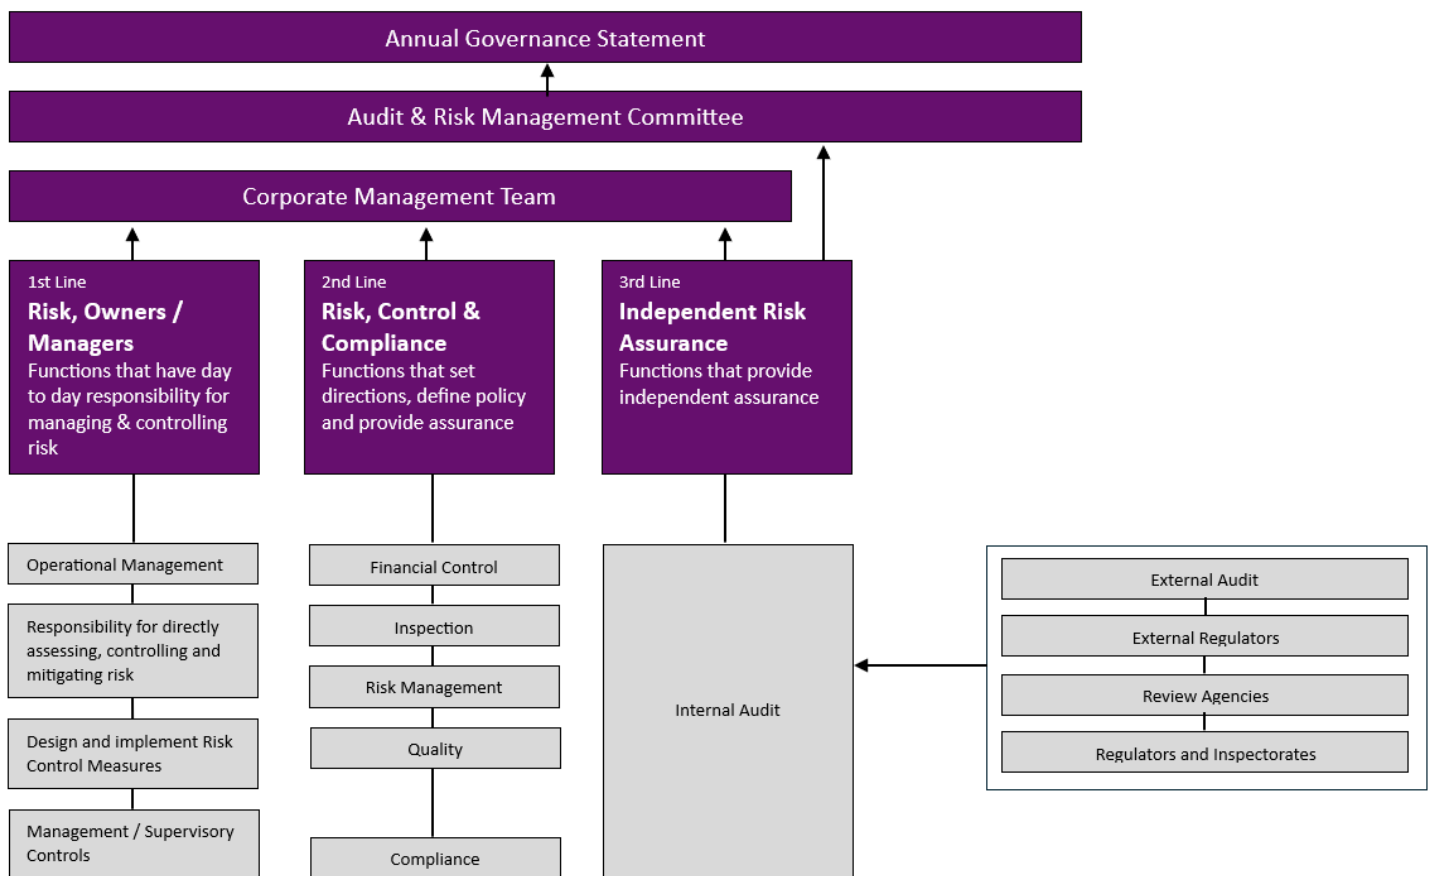 Annual Governance Statement
Audit & Risk Management Committee
Corporate Management Team
1st Line
Risk, Owners /
Managers
Functions that have day
to day responsibility for
managing & controlling
risk
2nd Line
Risk, Control &
Compliance
Functions that set
directions, define policy
and provide assurance
3rd Line
Independent Risk
Assurance
Functions that provide
independent assurance
Operational Management
Responsibility for directly
assessing, controlling and
mitigating risk
Design and implement Risk
Control Measures
Management / Supervisory
Controls
Financial Control
Inspection
Risk Management
Quality
Compliance
Internal Audit
External Audit
External Regulators
Review Agencies
Regulators and Inspectorates